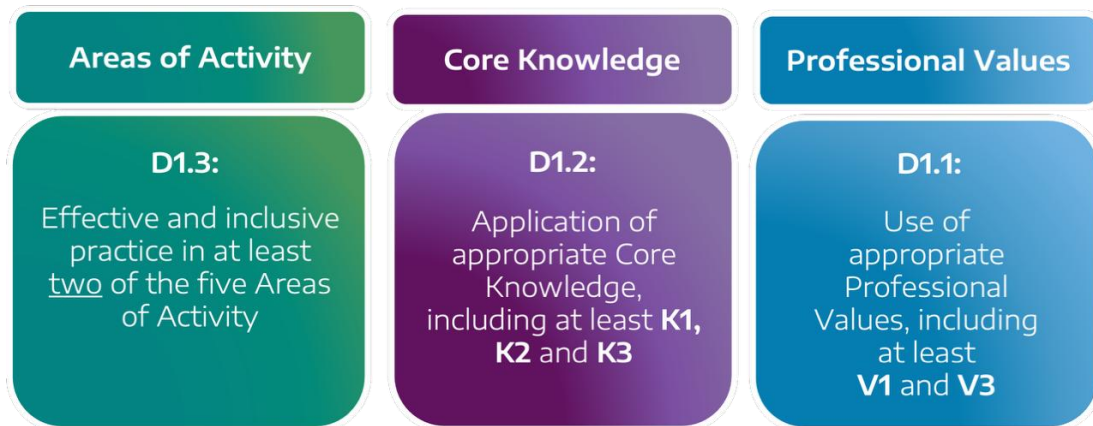 Areas of Activity
D1.3:
Effective and inclusive
practice in at least
two of the five Areas
of Activity
Core Knowledge
D1.2:
Application of
appropriate Core
Knowledge,
including at least K1,
K2 and K3
Professional Values
D1.1:
Use of
appropriate
Professional
Values, including
at least
V1 and V3